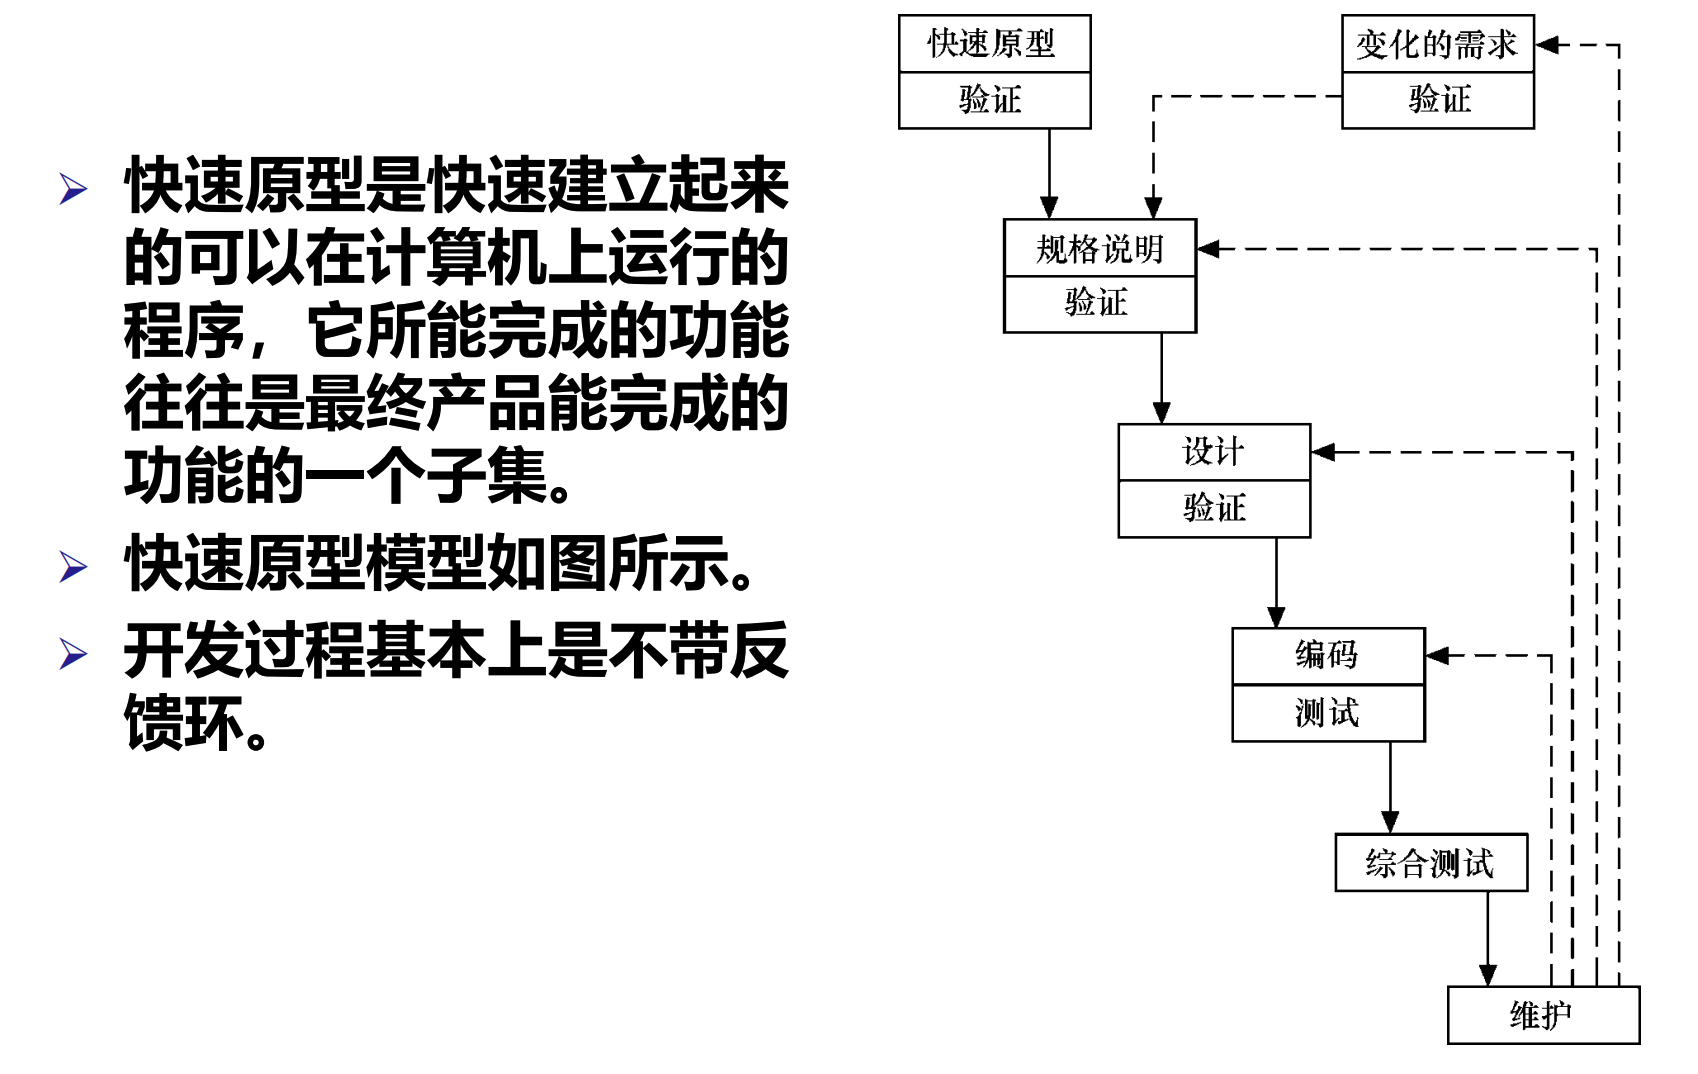 快速原型是快速建立起来
的可以在计算机上运行的
程序，它所能完成的功能
往往是最终产品能完成的
功能的一个子集。
快速原型模型如图所示。
开发过程基本上是不带反
馈环。
快速原型
验证
变化的需求
验证
规格说明
验证
设计
验证
编码
测试
综合测试
维护